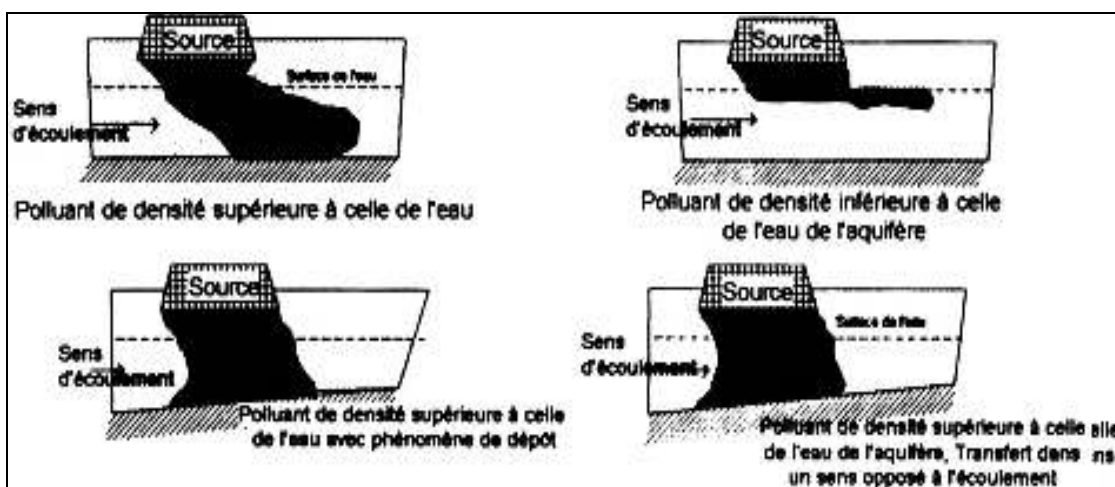 Source
Surface de l'eau
Sens
d'écoulement
Polluant de densité supérieure à celle de l'eau
Source
Sens
d'écoulement
Polluant de densité inférieure à celle
de l'eau de l'aquifère
Source
Sens
d'écoulement
Polluant de densité supérieure à celle
de l'eau avec phénomène de dépôt
Source
Surface de l'eau
Sens
d'écoulement
Polluant de densité supérieure à celle elle
de l'eau de l'aquifère, Transfert dans ns
un sens opposé à l'écoulement